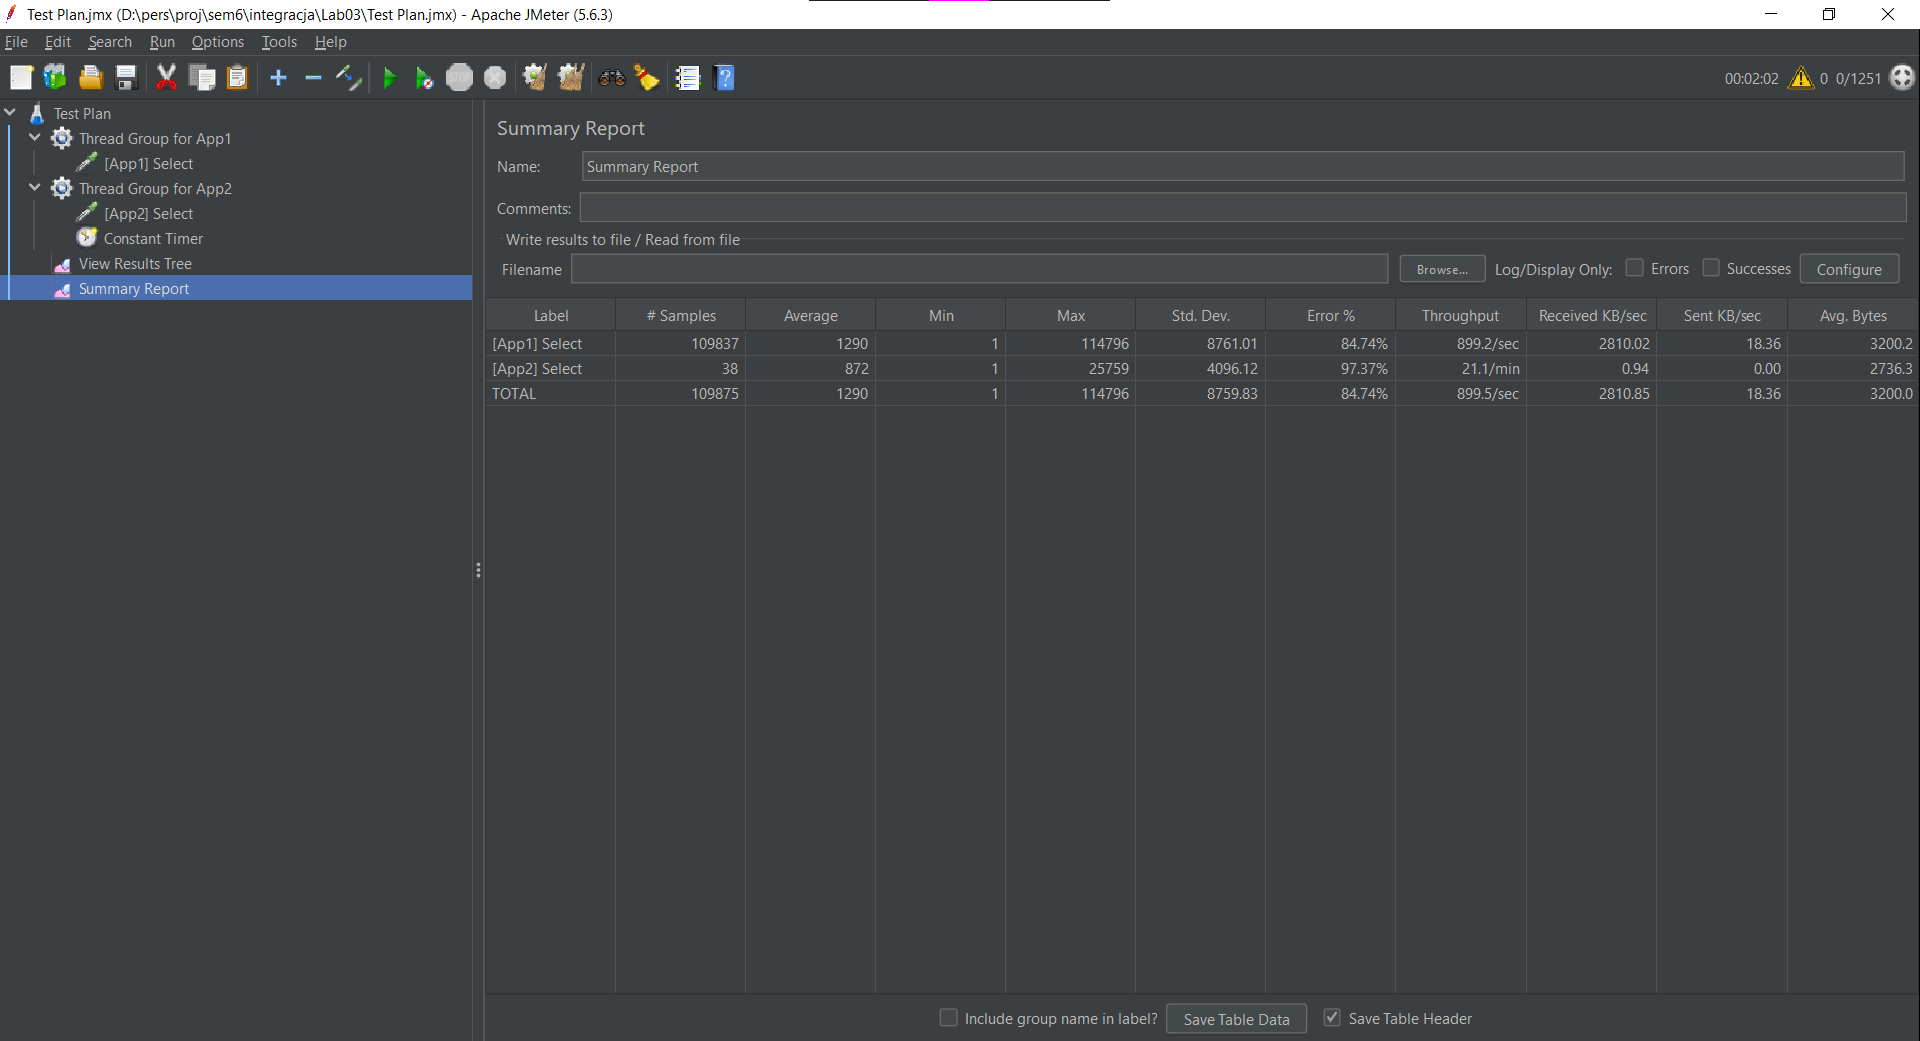 Test Plan.jmx (D:\pers\proj\sem6\integracja\Lab03\Test Plan.jmx) - Apache JMeter (5.6.3)
File Edit Search Run Options Tools Help
STOP 00:02:02 0 0/1251
Test Plan
Thread Group for App1
[App1] Select
Thread Group for App2
[App2] Select
Constant Timer
View Results Tree
Summary Report
Summary Report
Name: Summary Report
Comments:
Write results to file / Read from file
Filename Browse... Log/Display Only: Errors Successes Configure
Label # Samples Average Min Max Std. Dev. Error % Throughput Received KB/sec Sent KB/sec Avg. Bytes
[App1] Select 109837 1290 1 114796 8761.01 84.74% 899.2/sec 2810.02 18.36 3200.2
[App2] Select 38 872 1 25759 4096.12 97.37% 21.1/min 0.94 0.00 2736.3
TOTAL 109875 1290 1 114796 8759.83 84.74% 899.5/sec 2810.85 18.36 3200.0
Include group name in label? Save Table Data Save Table Header